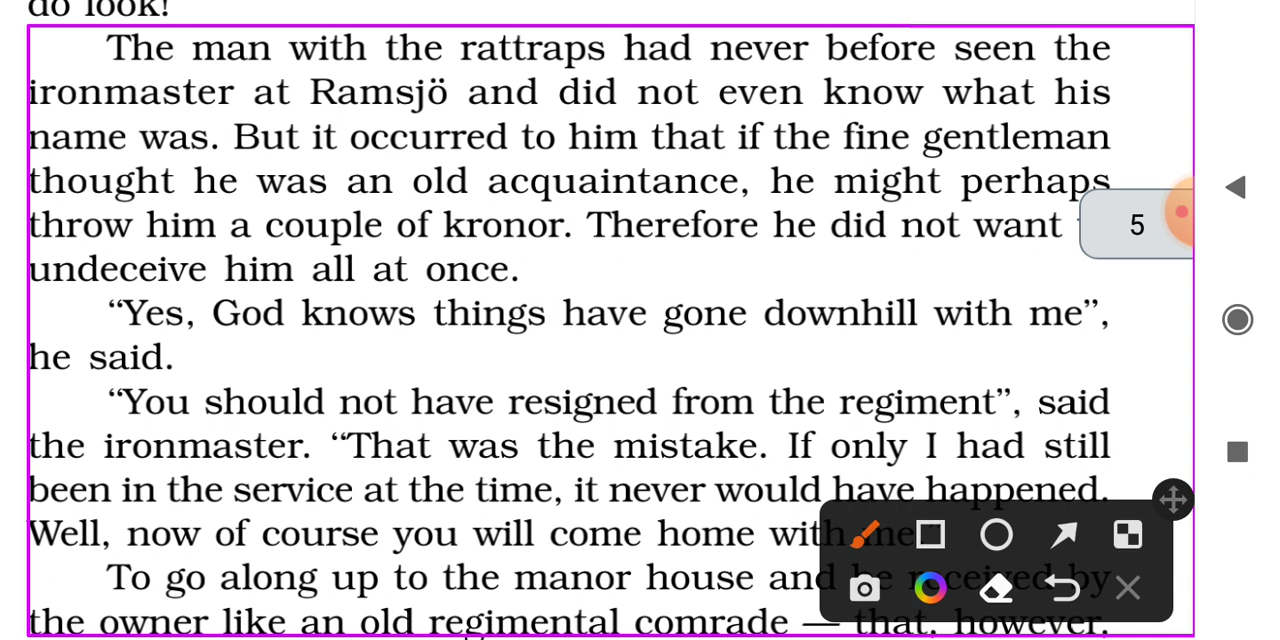 do look!
The man with the rattraps had never before seen the
ironmaster at Ramsjö and did not even know what his
name was. But it occurred to him that if the fine gentleman
thought he was an old acquaintance, he might perhaps
throw him a couple of kronor. Therefore he did not want
5
undeceive him all at once.
“Yes, God knows things have gone downhill with me”,
he said.
“You should not have resigned from the regiment”, said
the ironmaster. “That was the mistake. If only I had still
been in the service at the time, it never would have happened.
Well, now of course you will come home with me”
To go along up to the manor house and be received by
the owner like an old regimental comrade — that, however,